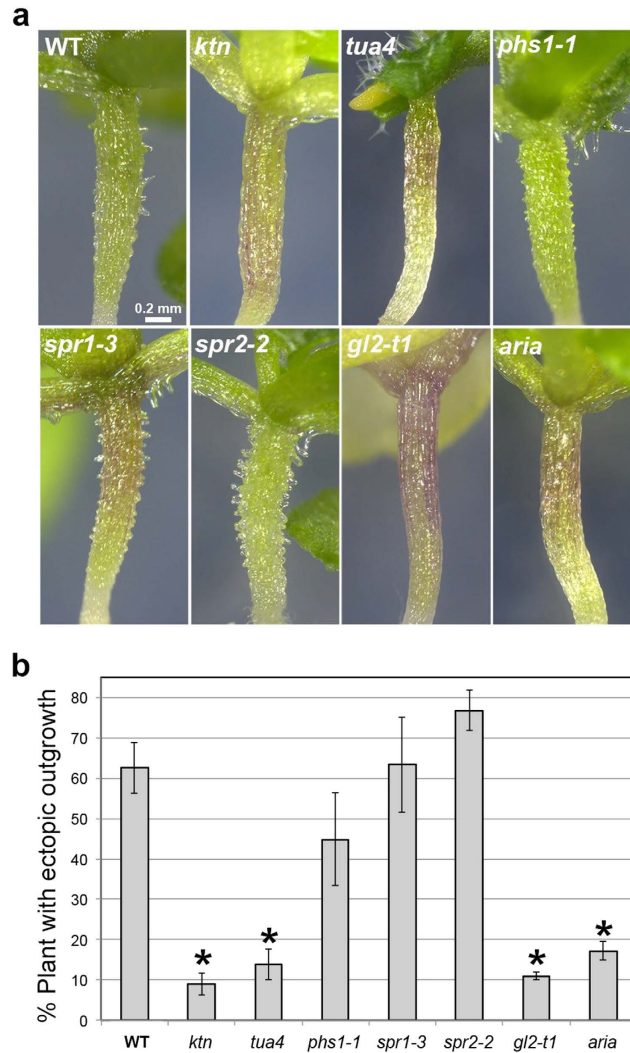 a
WT ktn tua4 phs1-1
0.2 mm
spr1-3 spr2-2 gl2-t1 aria
b
% Plant with ectopic outgrowth
80
70
60
50
40
30
20
10
0
* * * *
WT ktn tua4 phs1-1 spr1-3 spr2-2 gl2-t1 aria